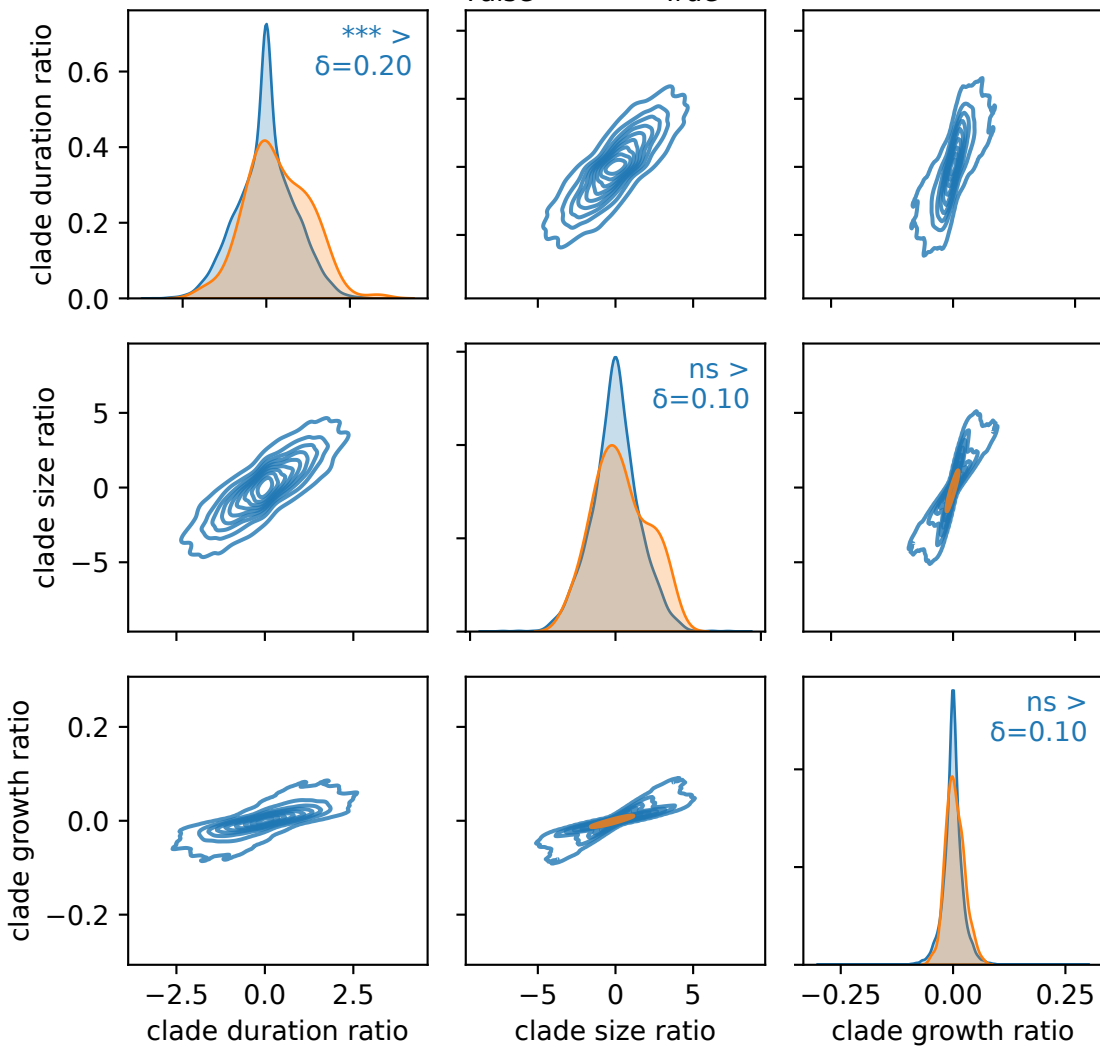 *** >
δ=0.20
clade duration ratio
0.6
0.4
0.2
0.0
−2.5 0.0 2.5
−5 0 5
−0.25 0.00 0.25
ns >
δ=0.10
clade size ratio
5
0
−5
ns >
δ=0.10
clade growth ratio
0.2
0.0
−0.2
clade duration ratio
clade size ratio
clade growth ratio